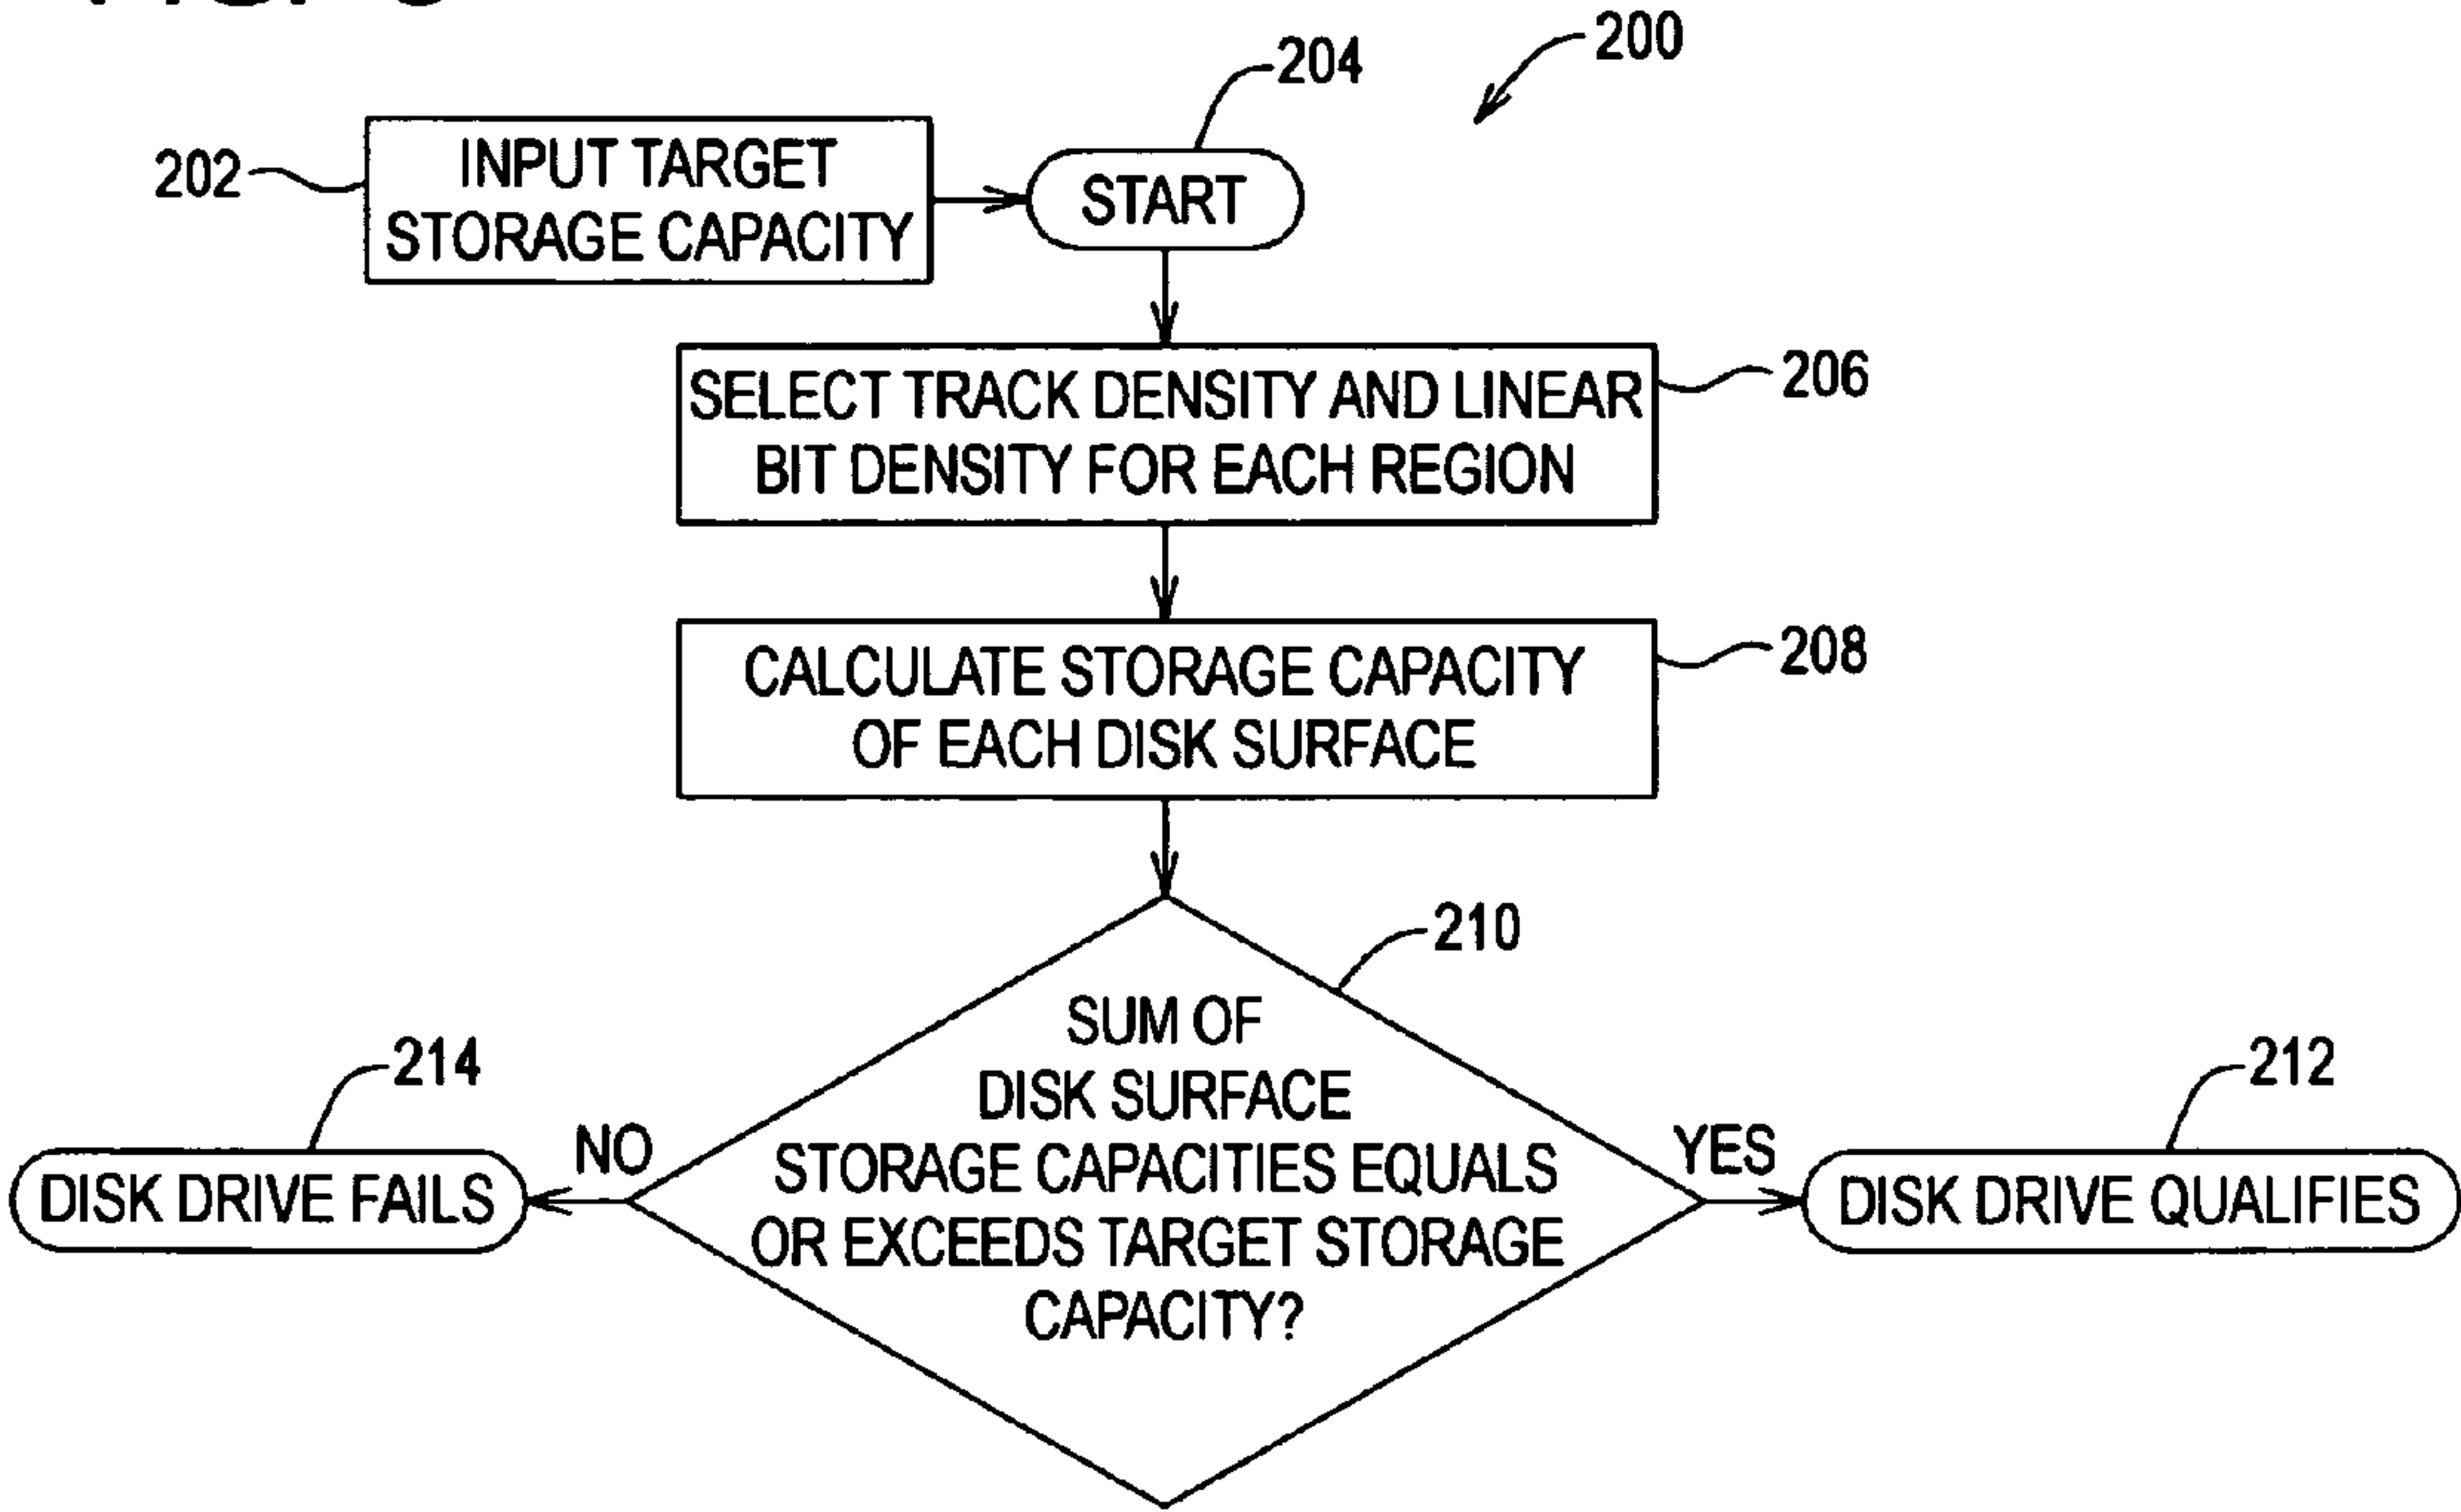 200
204
202
INPUT TARGET
STORAGE CAPACITY
START
SELECT TRACK DENSITY AND LINEAR
BIT DENSITY FOR EACH REGION
206
CALCULATE STORAGE CAPACITY
OF EACH DISK SURFACE
208
210
SUM OF
DISK SURFACE
STORAGE CAPACITIES EQUALS
OR EXCEEDS TARGET STORAGE
CAPACITY?
214
NO
DISK DRIVE FAILS
212
YES
DISK DRIVE QUALIFIES